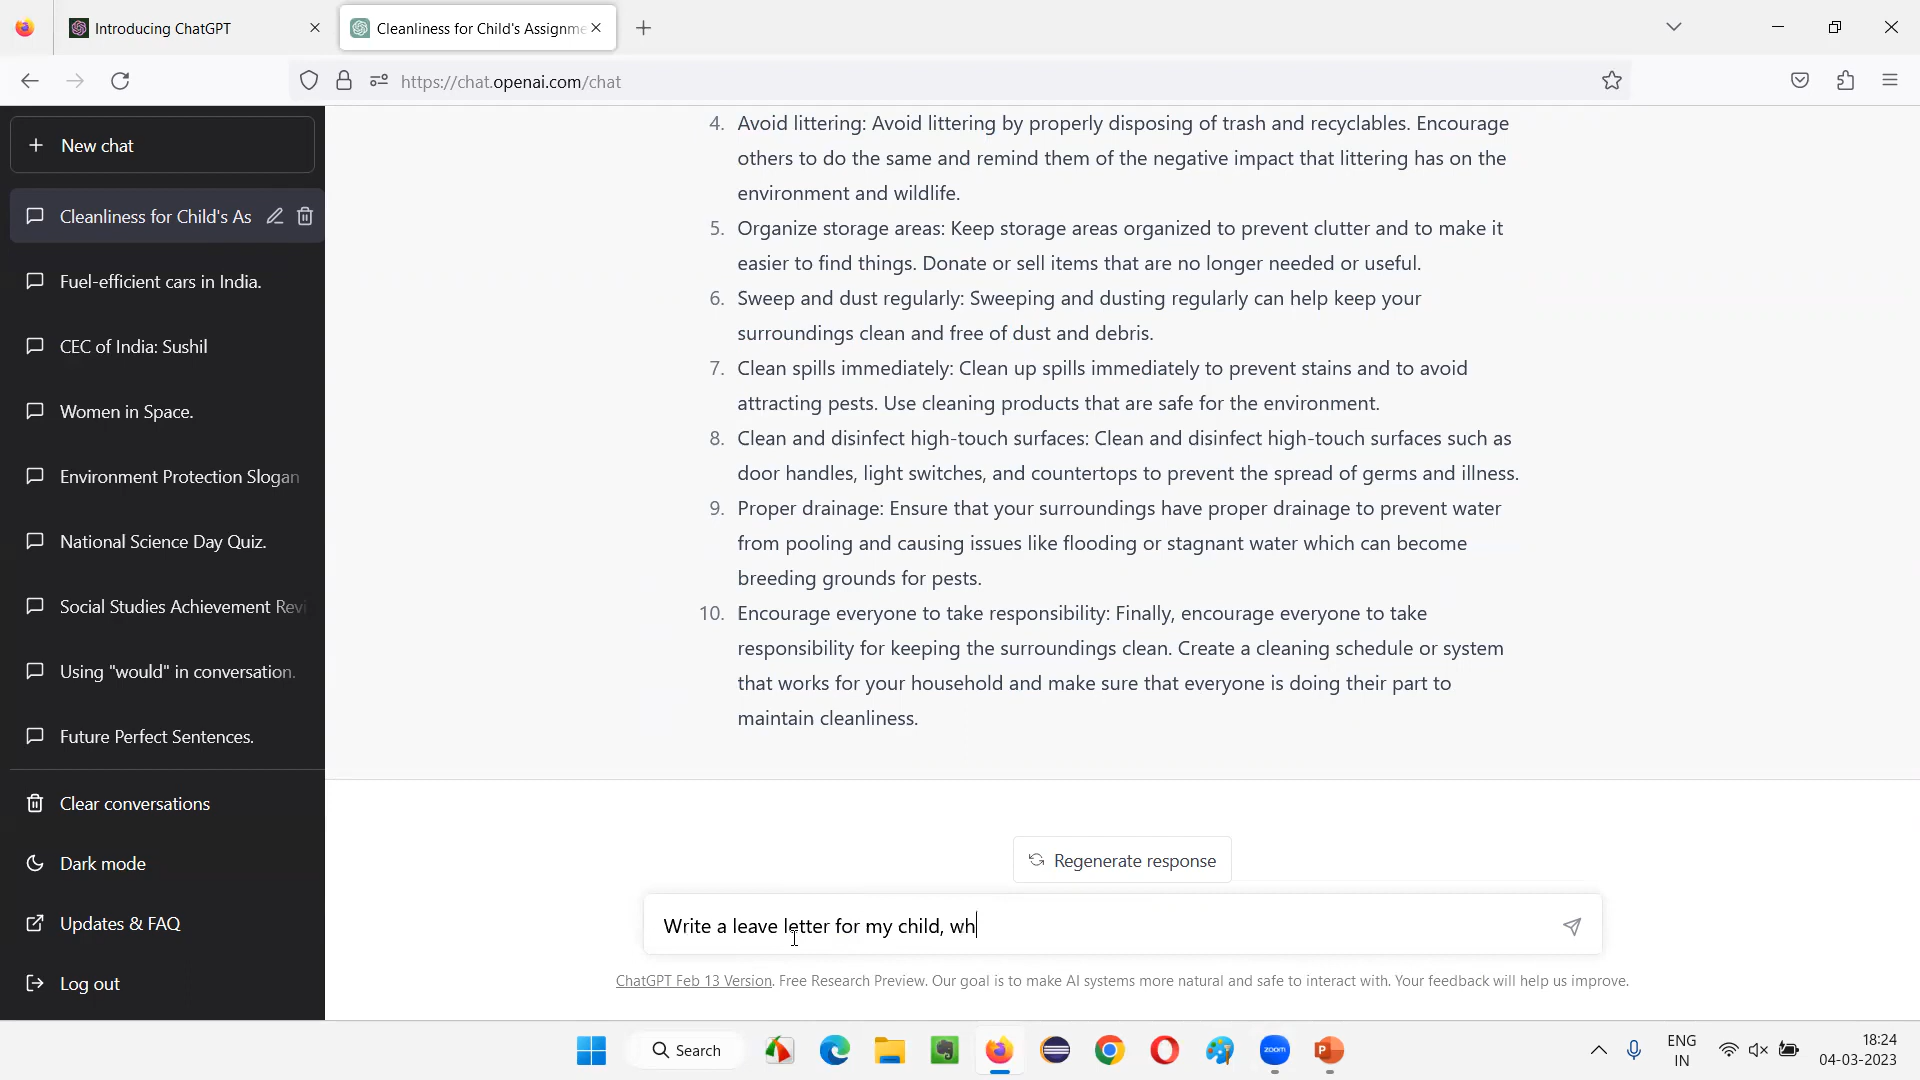 Introducing ChatGPT
Cleanliness for Child's Assignme
https://chat.openai.com/chat
New chat
Cleanliness for Child's As
Fuel-efficient cars in India.
CEC of India: Sushil
Women in Space.
Environment Protection Slogan
National Science Day Quiz.
Social Studies Achievement Revi
Using "would" in conversation.
Future Perfect Sentences.
Clear conversations
Dark mode
Updates & FAQ
Log out
4. Avoid littering: Avoid littering by properly disposing of trash and recyclables. Encourage
others to do the same and remind them of the negative impact that littering has on the
environment and wildlife.
5. Organize storage areas: Keep storage areas organized to prevent clutter and to make it
easier to find things. Donate or sell items that are no longer needed or useful.
6. Sweep and dust regularly: Sweeping and dusting regularly can help keep your
surroundings clean and free of dust and debris.
7. Clean spills immediately: Clean up spills immediately to prevent stains and to avoid
attracting pests. Use cleaning products that are safe for the environment.
8. Clean and disinfect high-touch surfaces: Clean and disinfect high-touch surfaces such as
door handles, light switches, and countertops to prevent the spread of germs and illness.
9. Proper drainage: Ensure that your surroundings have proper drainage to prevent water
from pooling and causing issues like flooding or stagnant water which can become
breeding grounds for pests.
10. Encourage everyone to take responsibility: Finally, encourage everyone to take
responsibility for keeping the surroundings clean. Create a cleaning schedule or system
that works for your household and make sure that everyone is doing their part to
maintain cleanliness.
Regenerate response
Write a leave letter for my child, wh
ChatGPT Feb 13 Version. Free Research Preview. Our goal is to make AI systems more natural and safe to interact with. Your feedback will help us improve.
Search
zoom
ENG
IN
18:24
04-03-2023